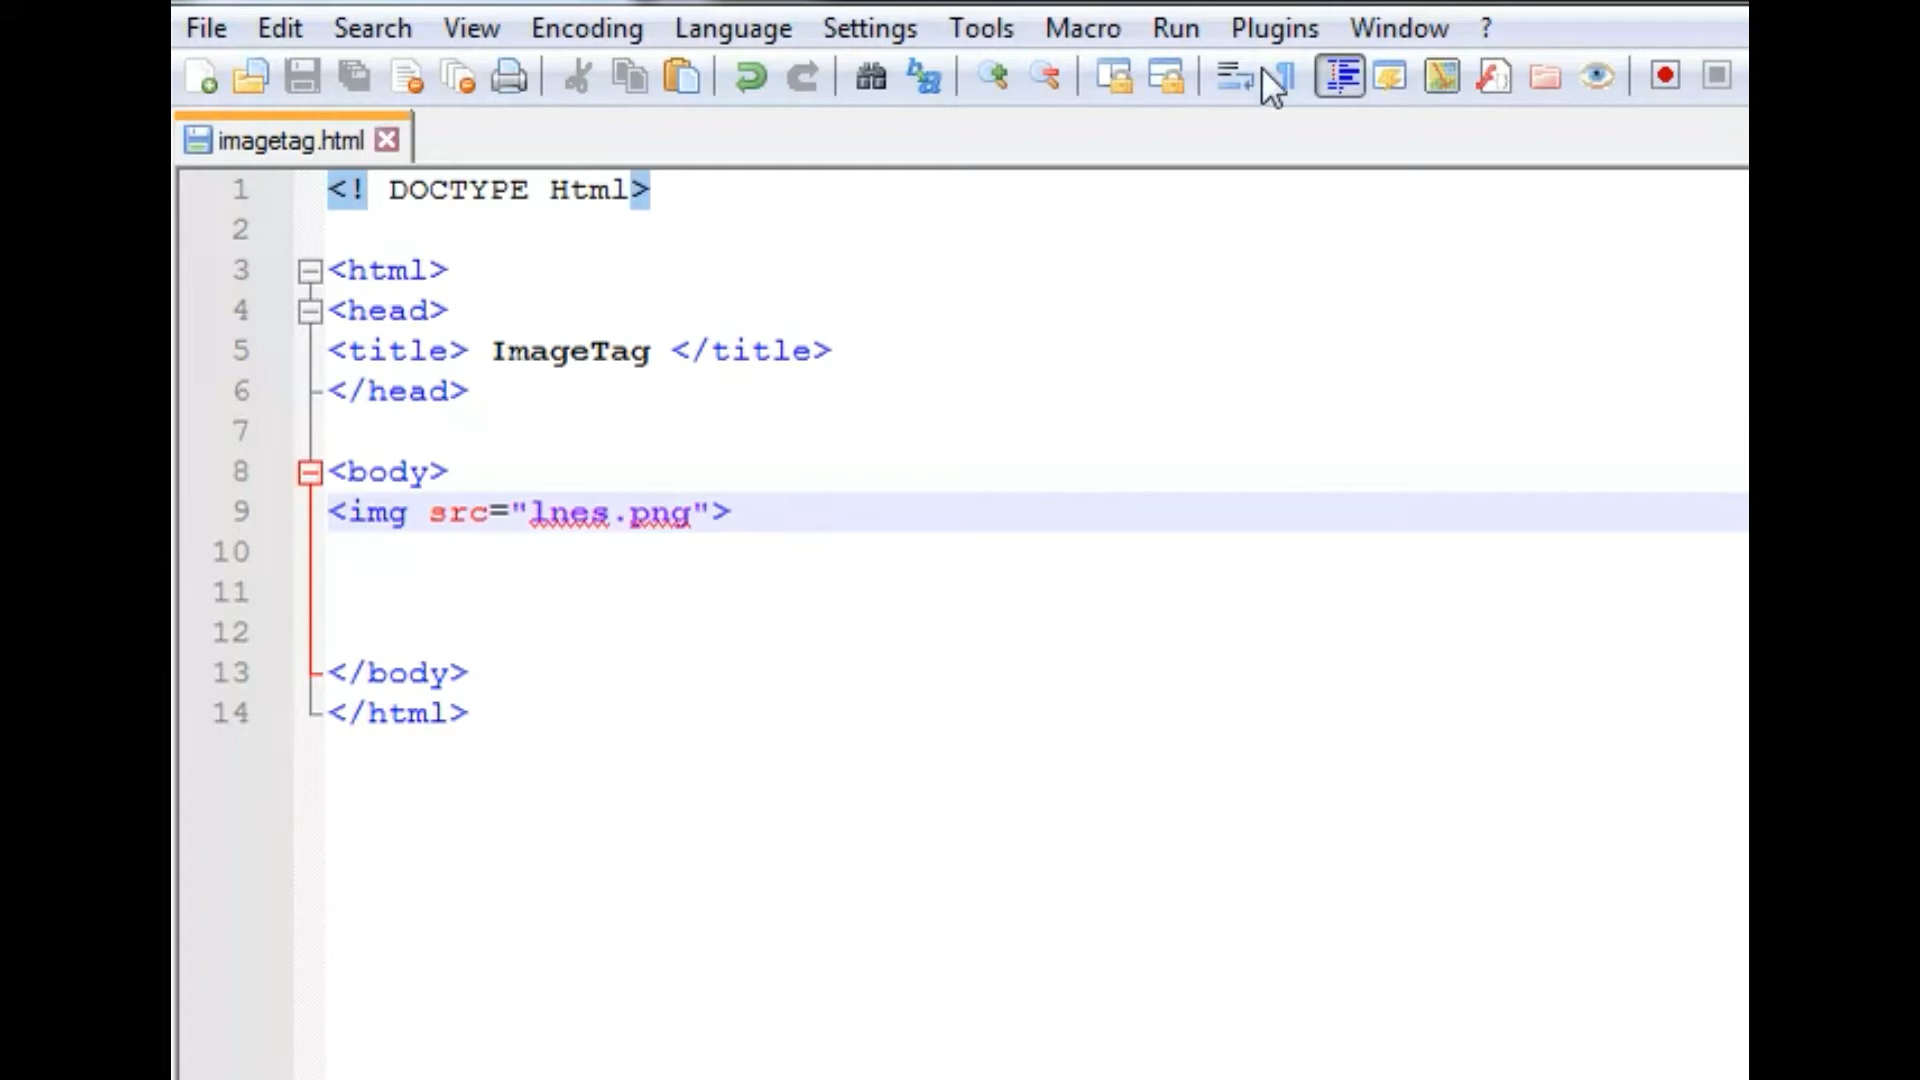 File Edit Search View Encoding Language Settings Tools Macro Run Plugins Window ?
imagetag.html
1 <! DOCTYPE Html>
2
3 <html>
4 <head>
5 <title> ImageTag </title>
6 </head>
7
8 <body>
9 <img src="lnes.png">
10
11
12
13 </body>
14 </html>